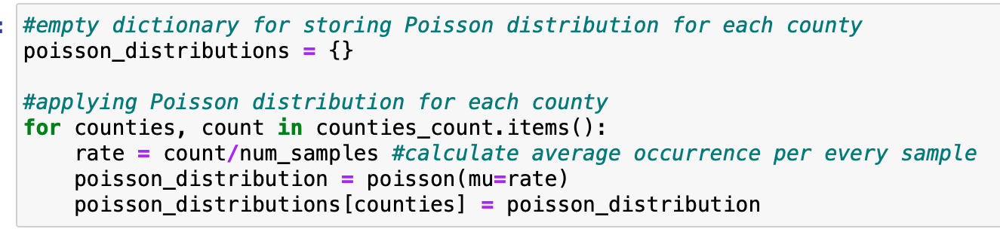 #empty dictionary for storing Poisson distribution for each county
poisson_distributions = {}
#applying Poisson distribution for each county
for counties, count in counties_count.items():
    rate = count/num_samples #calculate average occurrence per every sample
    poisson_distribution = poisson(mu=rate)
    poisson_distributions[counties] = poisson_distribution